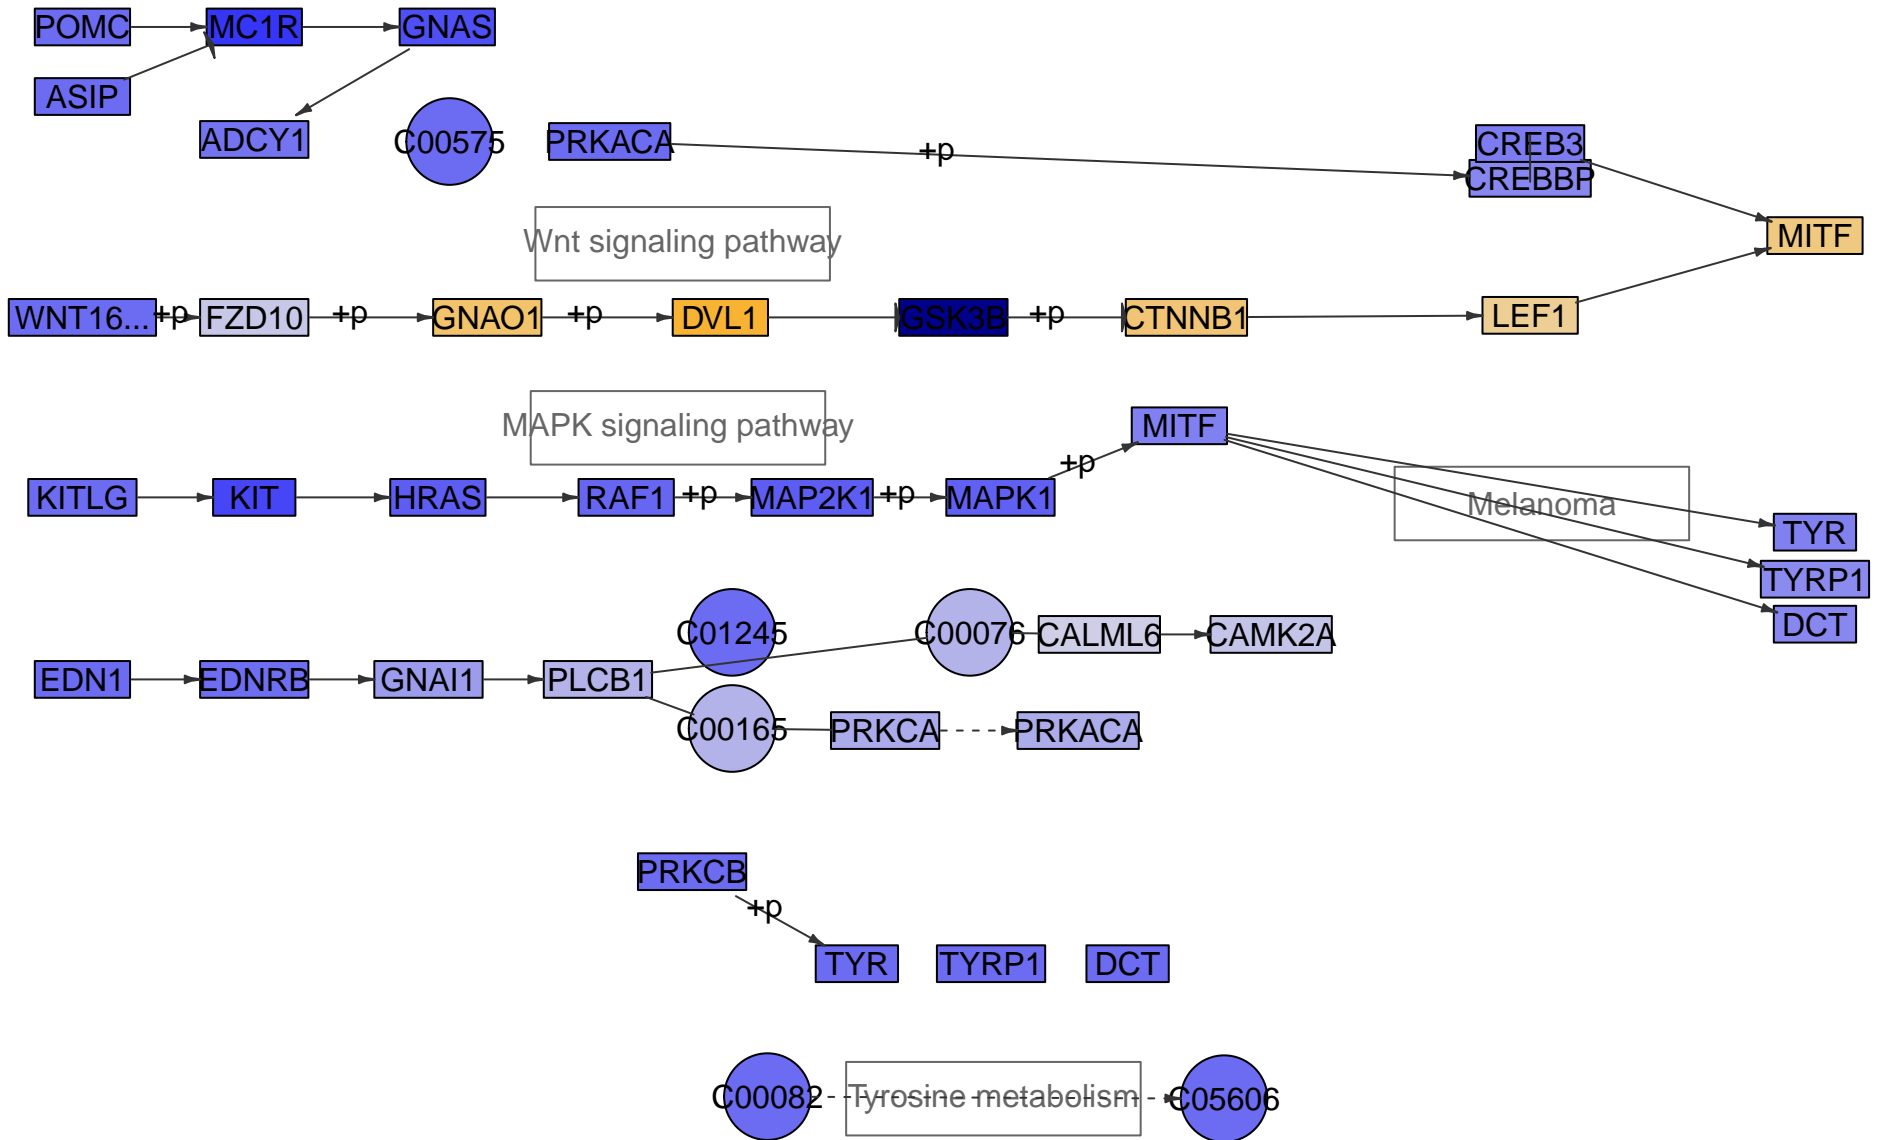 POMC
MC1R
GNAS
ASIP
ADCY1
C00575
PRKACA
+p
CREB3
CREBBP
Wnt signaling pathway
MITF
WNT16...
+p
FZD10
+p
GNAO1
+p
DVL1
GSK3B
+p
CTNNB1
LEF1
MAPK signaling pathway
MITF
+p
KITLG
KIT
HRAS
RAF1
+p
MAP2K1
+p
MAPK1
Melanoma
TYR
TYRP1
DCT
C01245
C00076
CALML6
CAMK2A
EDN1
EDNRB
GNAI1
PLCB1
C00165
PRKCA
PRKACA
PRKCB
+p
TYR
TYRP1
DCT
C00082
Tyrosine metabolism
C05606